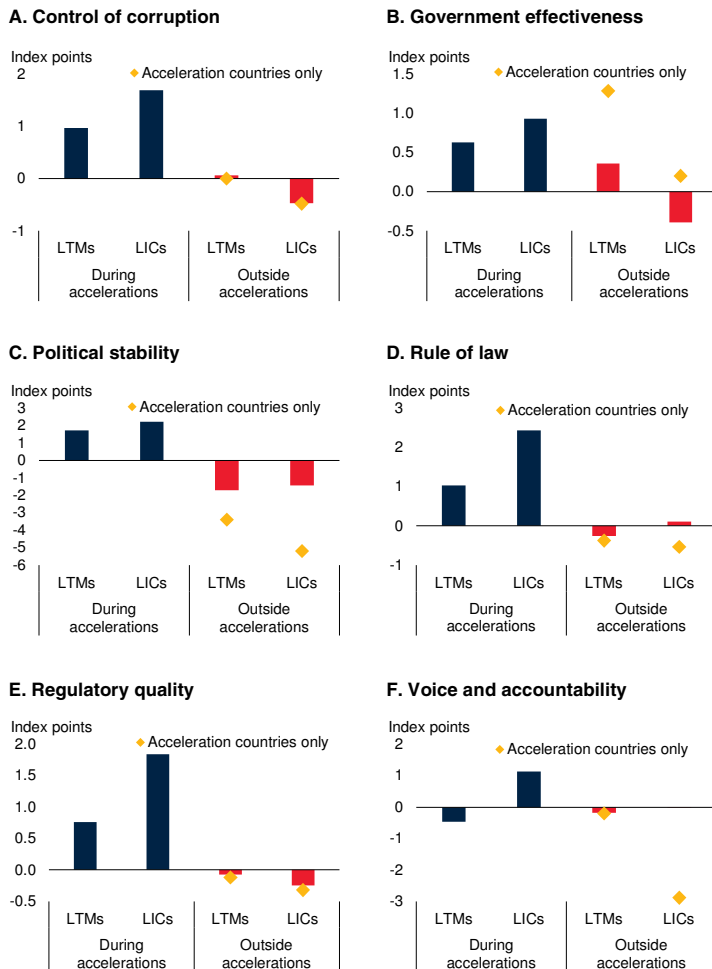 A. Control of corruption
Index points
Acceleration countries only
2
1
0
-1
LTMs LICs LTMs LICs
During accelerations
Outside accelerations
B. Government effectiveness
Index points
Acceleration countries only
1.5
1.0
0.5
0.0
-0.5
LTMs LICs LTMs LICs
During accelerations
Outside accelerations
C. Political stability
Index points
Acceleration countries only
3
2
1
0
-1
-2
-3
-4
-5
-6
LTMs LICs LTMs LICs
During accelerations
Outside accelerations
D. Rule of law
Index points
Acceleration countries only
3
2
1
0
-1
LTMs LICs LTMs LICs
During accelerations
Outside accelerations
E. Regulatory quality
Index points
Acceleration countries only
2.0
1.5
1.0
0.5
0.0
-0.5
LTMs LICs LTMs LICs
During accelerations
Outside accelerations
F. Voice and accountability
Index points
Acceleration countries only
2
1
0
-1
-2
-3
LTMs LICs LTMs LICs
During accelerations
Outside accelerations